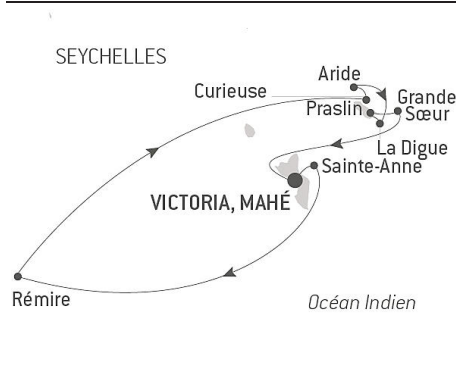 SEYCHELLES
Aride
Curieuse
Grande
Sœur
Praslin
La Digue
Sainte-Anne
VICTORIA, MAHÉ
Rémire
Océan Indien